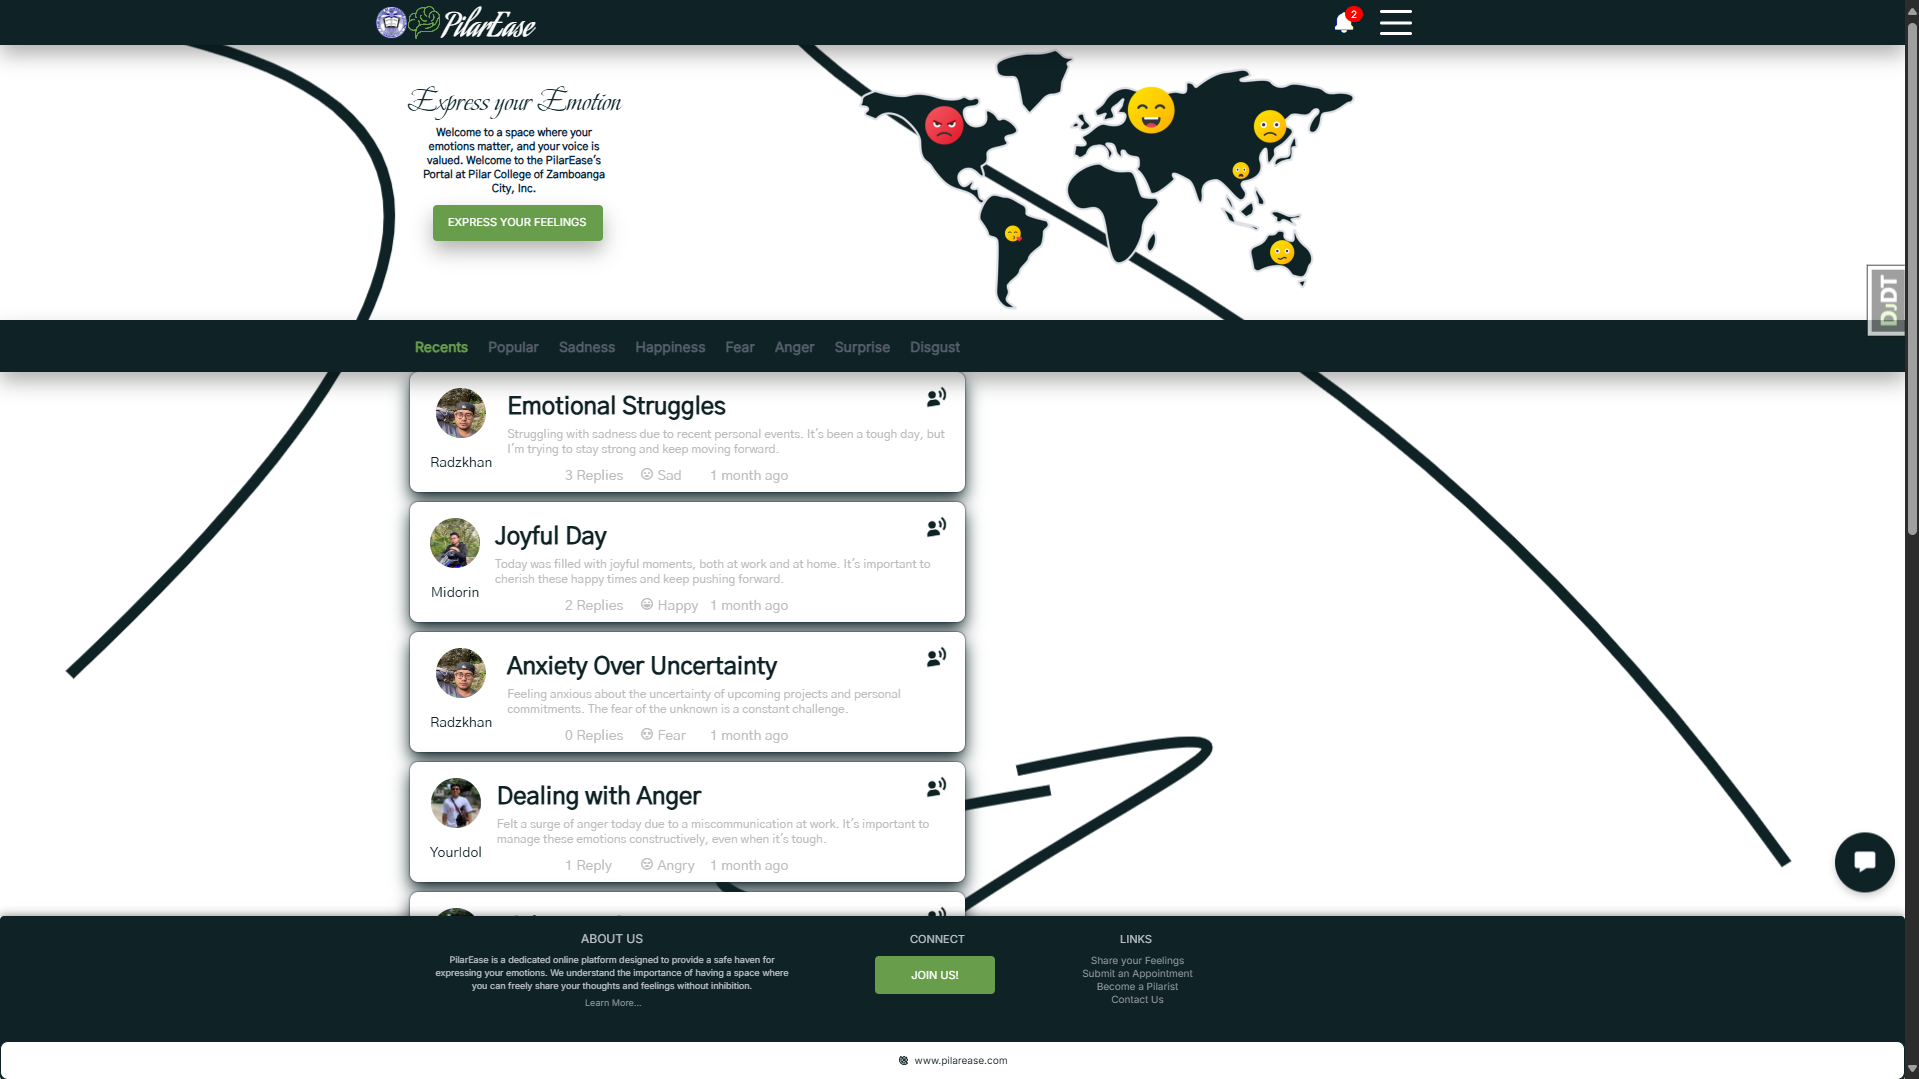 PilarEase
2
Express your Emotion
Welcome to a space where your
emotions matter, and your voice is
valued. Welcome to the PilarEase's
Portal at Pilar College of Zamboanga
City, Inc.
EXPRESS YOUR FEELINGS
DJDT
Recents Popular Sadness Happiness Fear Anger Surprise Disgust
Emotional Struggles
Struggling with sadness due to recent personal events. It's been a tough day, but
I'm trying to stay strong and keep moving forward.
Radzkhan
3 Replies Sad 1 month ago
Joyful Day
Today was filled with joyful moments, both at work and at home. It's important to
cherish these happy times and keep pushing forward.
Midorin
2 Replies Happy 1 month ago
Anxiety Over Uncertainty
Feeling anxious about the uncertainty of upcoming projects and personal
commitments. The fear of the unknown is a constant challenge.
Radzkhan
0 Replies Fear 1 month ago
Dealing with Anger
Felt a surge of anger today due to a miscommunication at work. It's important to
manage these emotions constructively, even when it's tough.
YourIdol
1 Reply Angry 1 month ago
ABOUT US
PilarEase is a dedicated online platform designed to provide a safe haven for
expressing your emotions. We understand the importance of having a space where
you can freely share your thoughts and feelings without inhibition.
Learn More...
CONNECT
JOIN US!
LINKS
Share your Feelings
Submit an Appointment
Become a Pilarist
Contact Us
www.pilarease.com